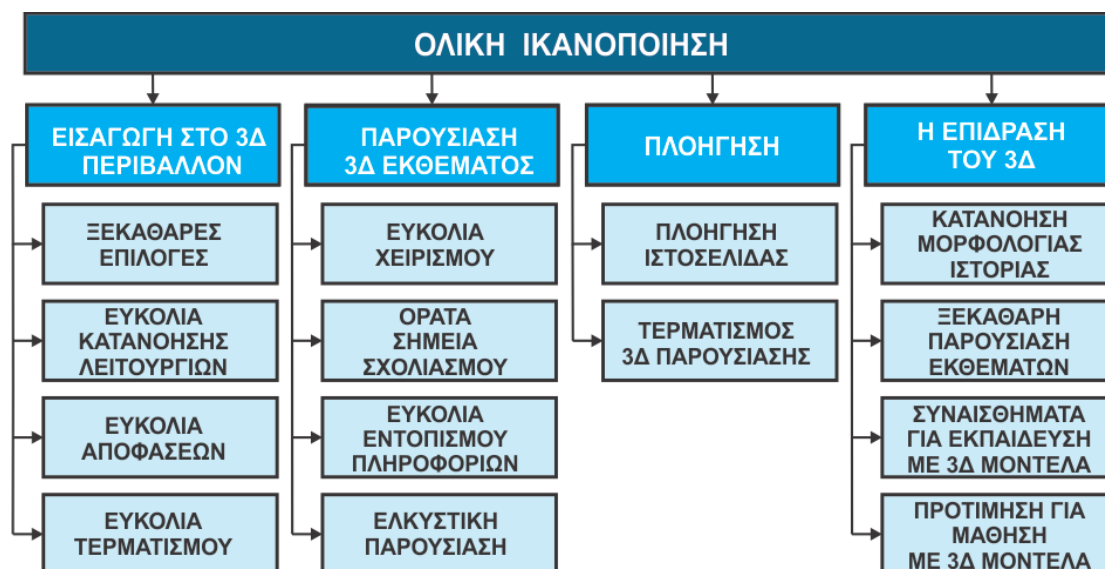 ΟΛΙΚΗ ΙΚΑΝΟΠΟΙΗΣΗ
ΕΙΣΑΓΩΓΗ ΣΤΟ 3Δ
ΠΕΡΙΒΑΛΛΟΝ
ΞΕΚΑΘΑΡΕΣ
ΕΠΙΛΟΓΕΣ
ΕΥΚΟΛΙΑ
ΚΑΤΑΝΟΗΣΗΣ
ΛΕΙΤΟΥΡΓΙΩΝ
ΕΥΚΟΛΙΑ
ΑΠΟΦΑΣΕΩΝ
ΕΥΚΟΛΙΑ
ΤΕΡΜΑΤΙΣΜΟΥ
ΠΑΡΟΥΣΙΑΣΗ
3Δ ΕΚΘΕΜΑΤΟΣ
ΕΥΚΟΛΙΑ
ΧΕΙΡΙΣΜΟΥ
ΟΡΑΤΑ
ΣΗΜΕΙΑ
ΣΧΟΛΙΑΣΜΟΥ
ΕΥΚΟΛΙΑ
ΕΝΤΟΠΙΣΜΟΥ
ΠΛΗΡΟΦΟΡΙΩΝ
ΕΛΚΥΣΤΙΚΗ
ΠΑΡΟΥΣΙΑΣΗ
ΠΛΟΗΓΗΣΗ
ΠΛΟΗΓΗΣΗ
ΙΣΤΟΣΕΛΙΔΑΣ
ΤΕΡΜΑΤΙΣΜΟΣ
3Δ ΠΑΡΟΥΣΙΑΣΗΣ
Η ΕΠΙΔΡΑΣΗ
ΤΟΥ 3Δ
ΚΑΤΑΝΟΗΣΗ
ΜΟΡΦΟΛΟΓΙΑΣ
ΙΣΤΟΡΙΑΣ
ΞΕΚΑΘΑΡΗ
ΠΑΡΟΥΣΙΑΣΗ
ΕΚΘΕΜΑΤΩΝ
ΣΥΝΑΙΣΘΗΜΑΤΑ
ΓΙΑ ΕΚΠΑΙΔΕΥΣΗ
ΜΕ 3Δ ΜΟΝΤΕΛΑ
ΠΡΟΤΙΜΗΣΗ ΓΙΑ
ΜΑΘΗΣΗ
ΜΕ 3Δ ΜΟΝΤΕΛΑ